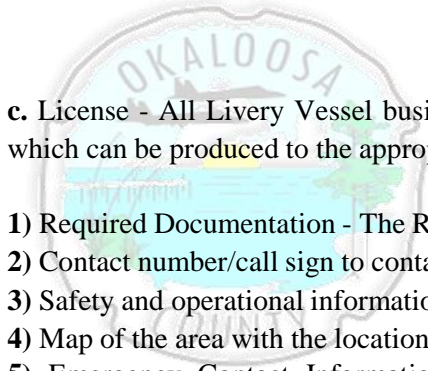 OKALOOSA
c. License - All Livery Vessel busi
which can be produced to the approp
1) Required Documentation - The R
2) Contact number/call sign to conta
3) Safety and operational informatio
4) Map of the area with the location
COUNTY
5) Emergency Contact Informatio